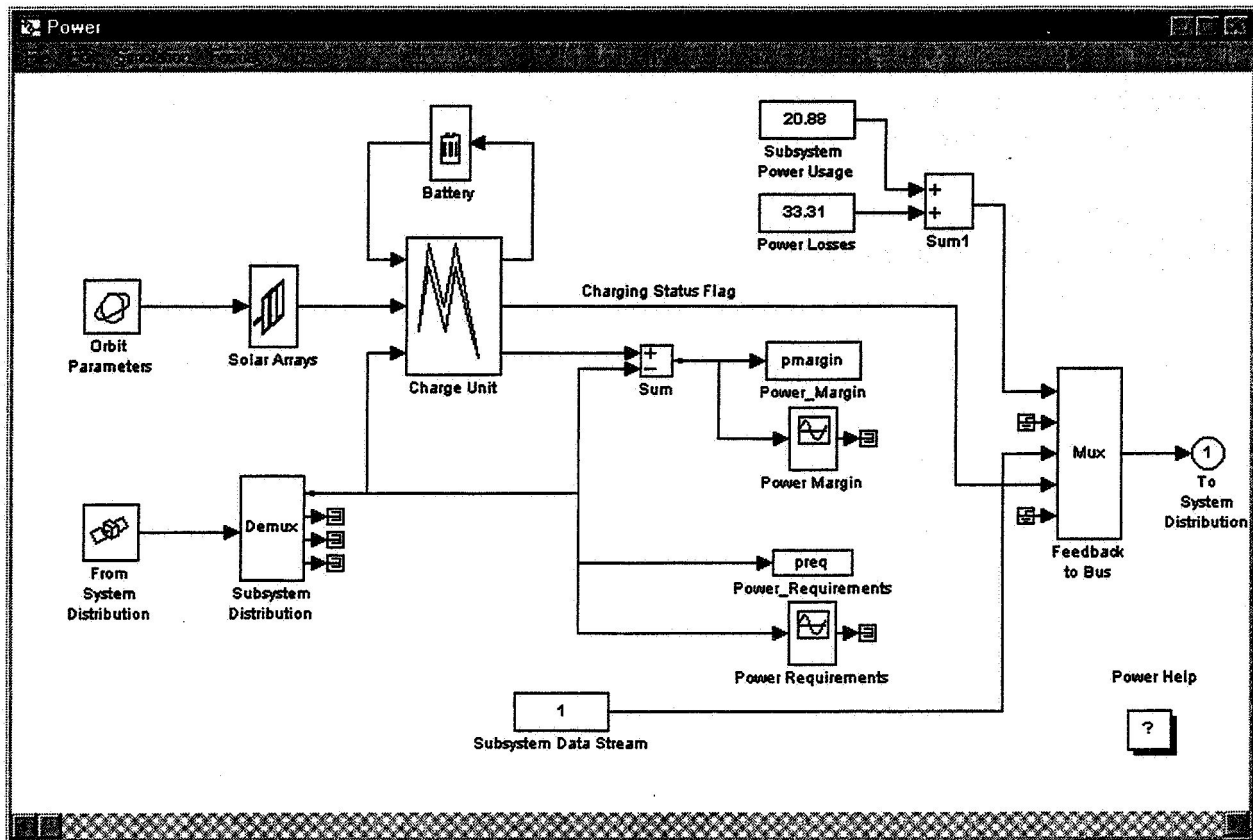 Power
20.88
Subsystem
Power Usage
33.31
Power Losses
+
+
Sum1
Battery
Charging Status Flag
Orbit
Parameters
Solar Arrays
Charge Unit
+
−
Sum
pmargin
Power_Margin
Power Margin
Mux
Feedback
to Bus
1
To
System
Distribution
From
System
Distribution
Demux
Subsystem
Distribution
preq
Power_Requirements
Power Requirements
1
Subsystem Data Stream
Power Help
?